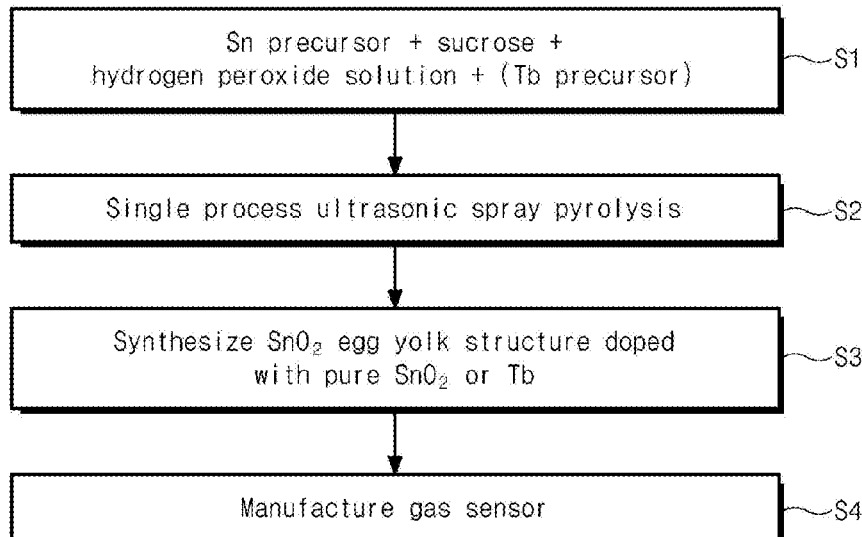 Sn precursor + sucrose +
hydrogen peroxide solution + (Tb precursor)
S1
Single process ultrasonic spray pyrolysis
S2
Synthesize SnO₂ egg yolk structure doped
with pure SnO₂ or Tb
S3
Manufacture gas sensor
S4